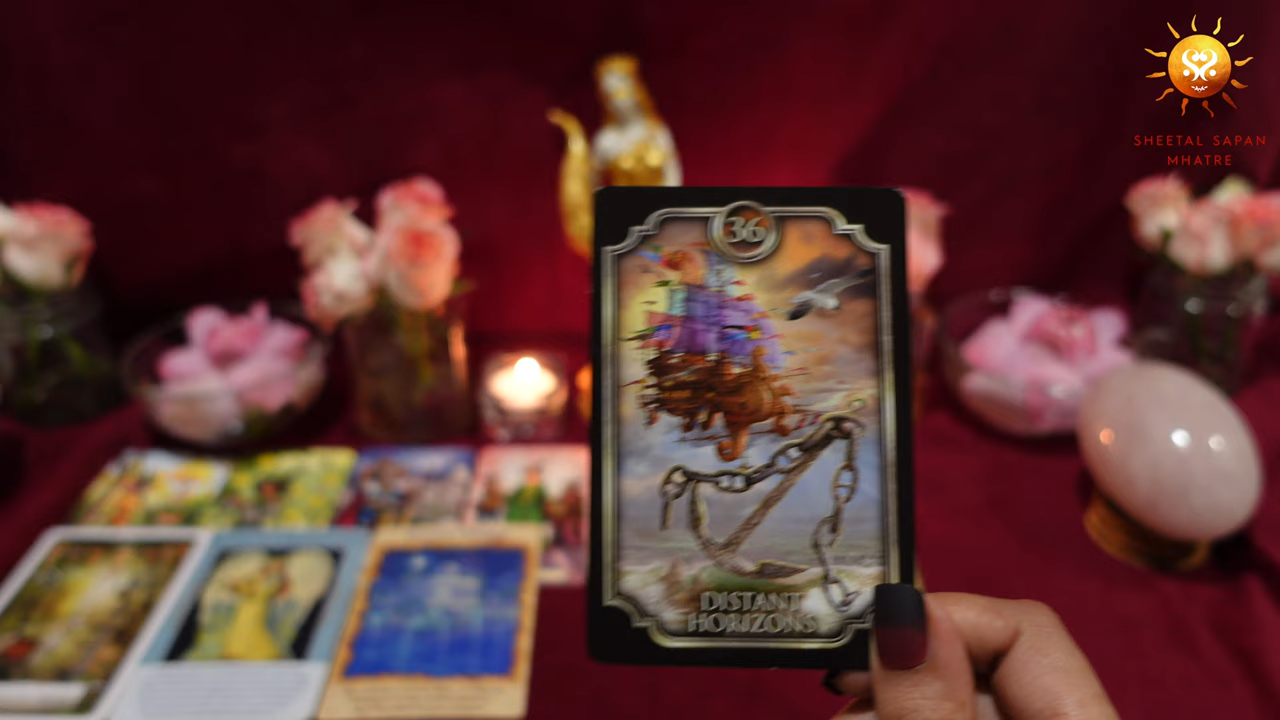 SHEETAL SAPAN
MHATRE
36
DISTANT
HORIZONS